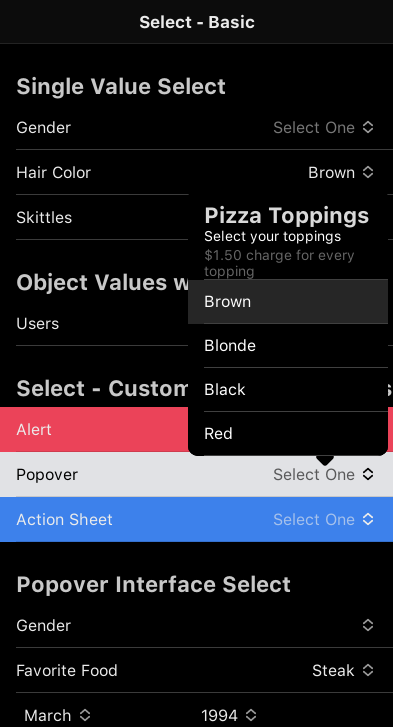 Select - Basic
Single Value Select
Gender Select One
Hair Color Brown
Skittles
Object Values w
Users
Select - Custom s
Alert
Pizza Toppings
Select your toppings
$1.50 charge for every
topping
Brown
Blonde
Black
Red
Popover Select One
Action Sheet Select One
Popover Interface Select
Gender
Favorite Food Steak
March 1994